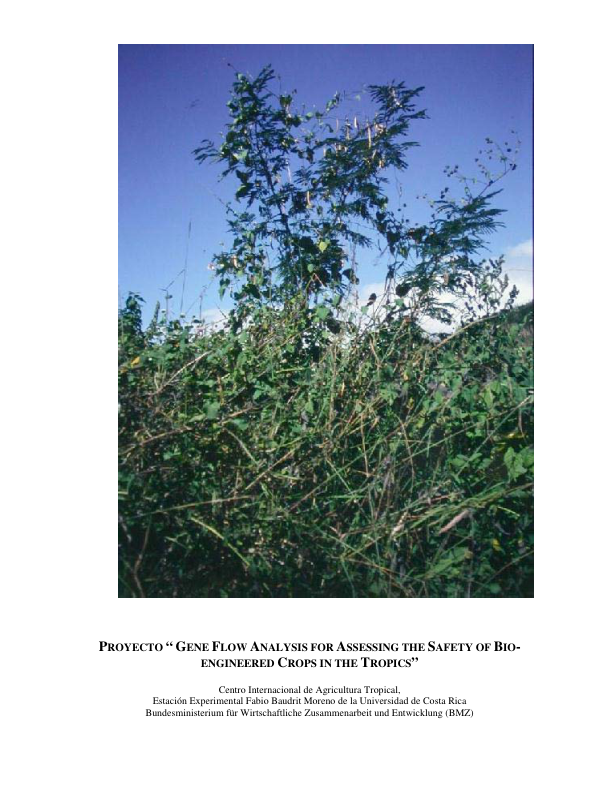 PROYECTO “ GENE FLOW ANALYSIS FOR ASSESSING THE SAFETY OF BIO-
ENGINEERED CROPS IN THE TROPICS”
Centro Internacional de Agricultura Tropical,
Estación Experimental Fabio Baudrit Moreno de la Universidad de Costa Rica
Bundesministerium für Wirtschaftliche Zusammenarbeit und Entwicklung (BMZ)